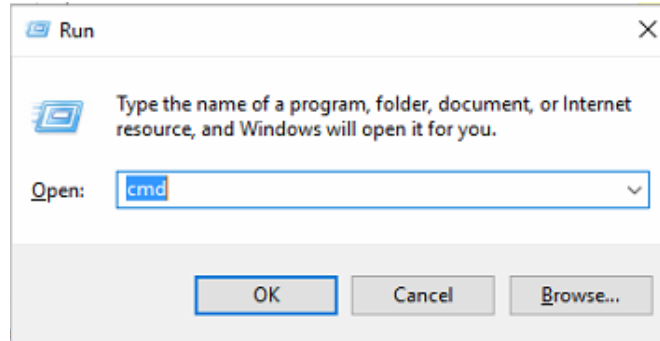 Run
Type the name of a program, folder, document, or Internet
resource, and Windows will open it for you.
Open: cmd
OK Cancel Browse...